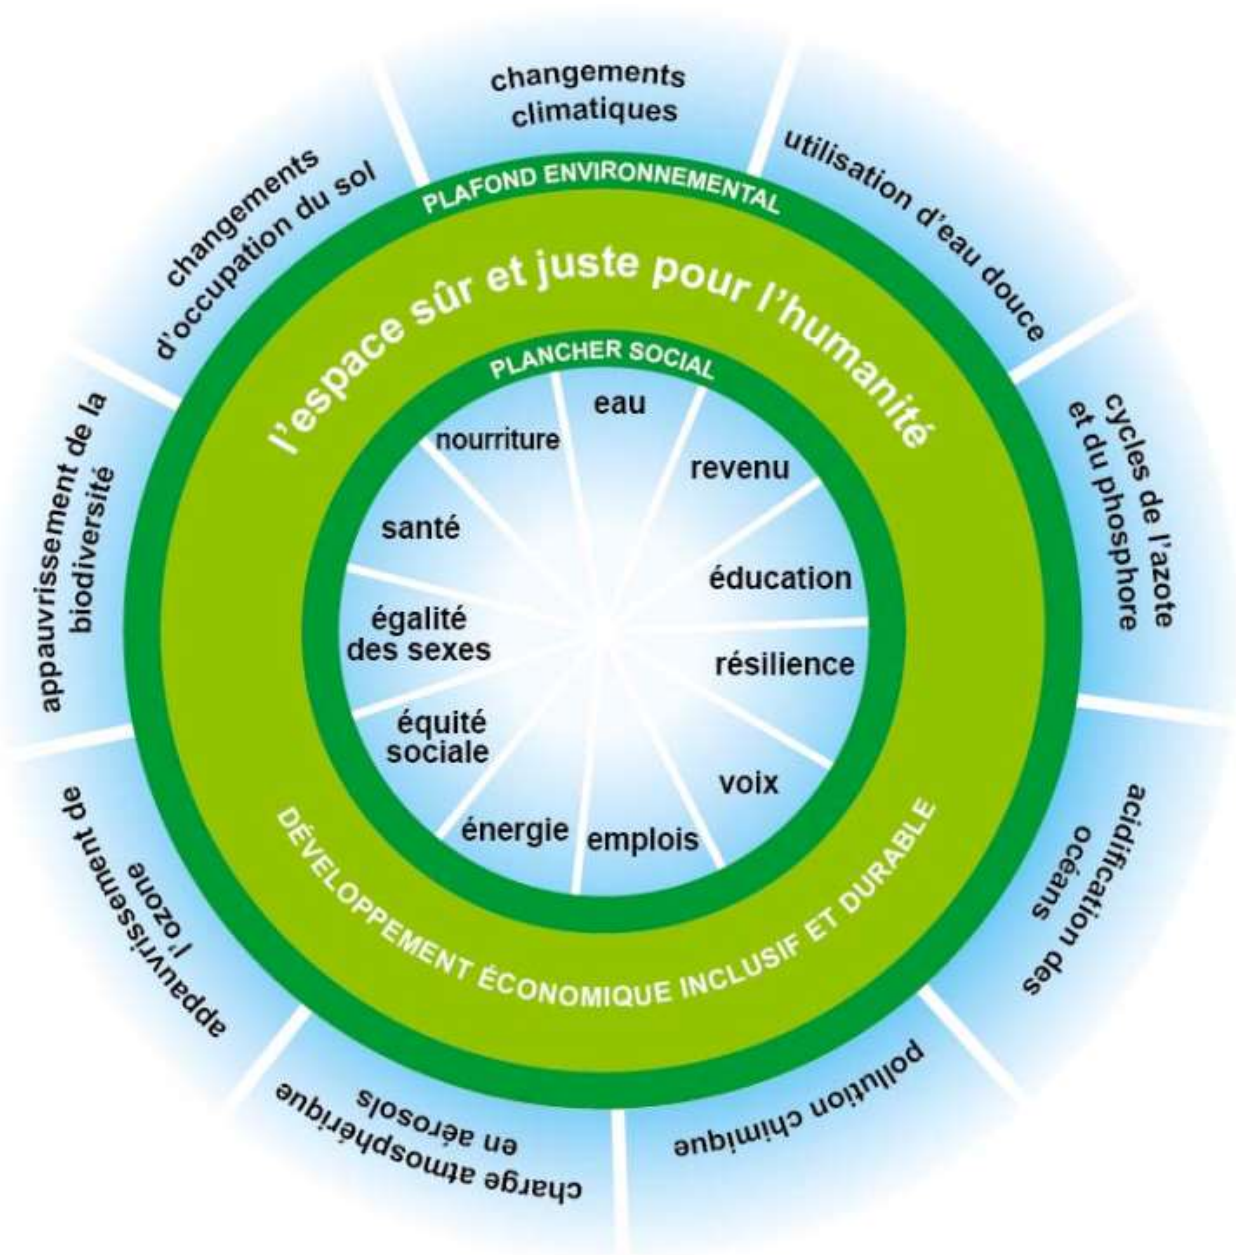 changements
climatiques
utilisation d'eau douce
cycles de l'azote
et du phosphore
acidification des
océans
pollution chimique
charge atmosphérique
en aérosols
appauvrissement de
l'ozone
appauvrissement de la
biodiversité
changements
d'occupation du sol
PLAFOND ENVIRONNEMENTAL
l'espace sûr et juste pour l'humanité
PLANCHER SOCIAL
eau
revenu
éducation
résilience
voix
emplois
énergie
équité
sociale
égalité
des sexes
santé
nourriture
DÉVELOPPEMENT ÉCONOMIQUE INCLUSIF ET DURABLE